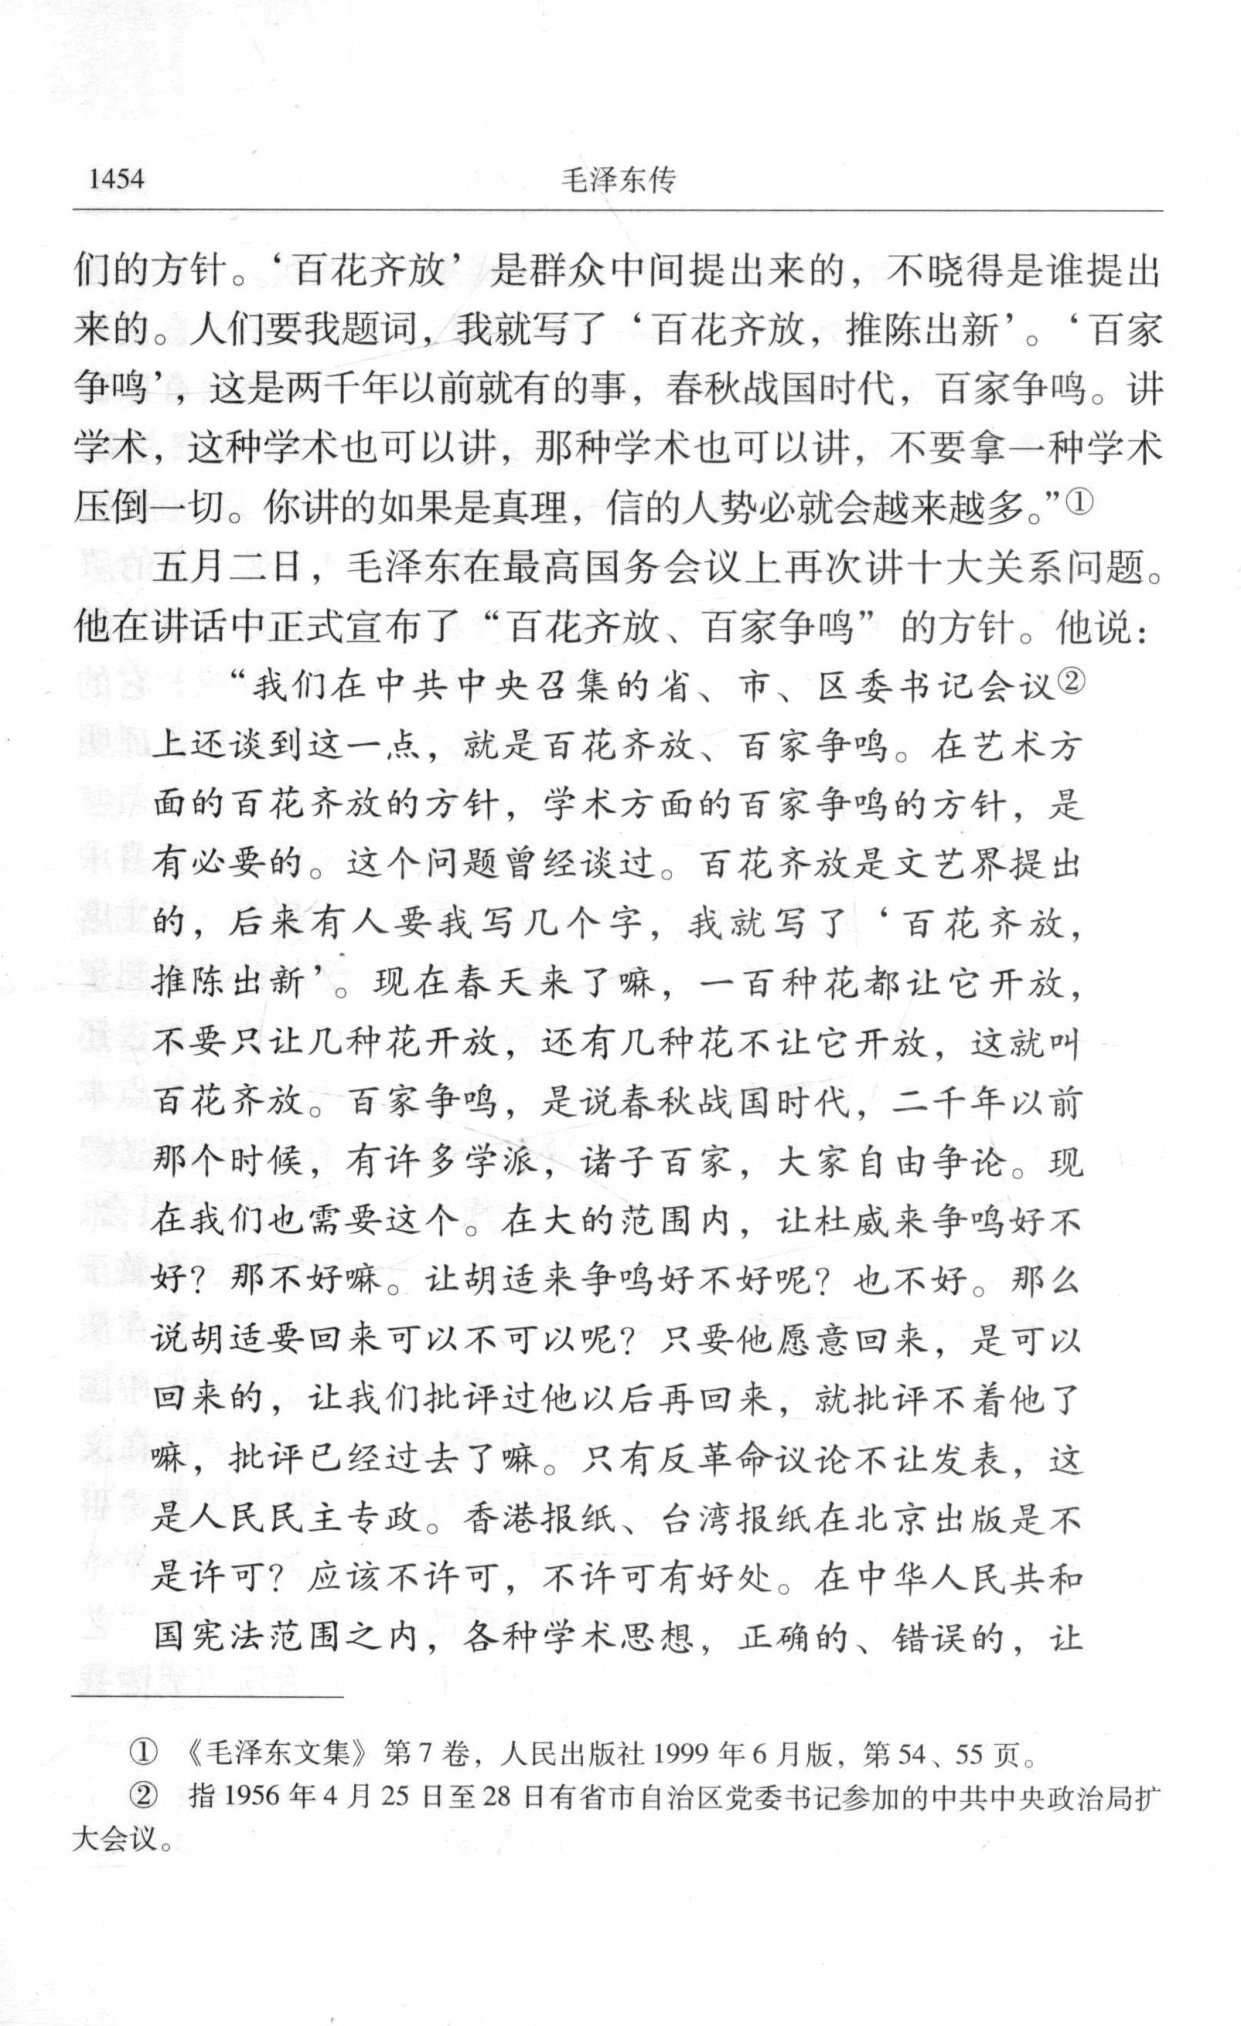 1454 毛泽东传
们的方针。‘百花齐放’是群众中间提出来的，不晓得是谁提出
来的。人们要我题词，我就写了‘百花齐放，推陈出新’。‘百家
争鸣’，这是两千年以前就有的事，春秋战国时代，百家争鸣。讲
学术，这种学术也可以讲，那种学术也可以讲，不要拿一种学术
压倒一切。你讲的如果是真理，信的人势必就会越来越多。”①
五月二日，毛泽东在最高国务会议上再次讲十大关系问题。
他在讲话中正式宣布了“百花齐放、百家争鸣”的方针。他说：
“我们在中共中央召集的省、市、区委书记会议②
上还谈到这一点，就是百花齐放、百家争鸣。在艺术方
面的百花齐放的方针，学术方面的百家争鸣的方针，是
有必要的。这个问题曾经谈过。百花齐放是文艺界提出
的，后来有人要我写几个字，我就写了‘百花齐放，
推陈出新’。现在春天来了嘛，一百种花都让它开放，
不要只让几种花开放，还有几种花不让它开放，这就叫
百花齐放。百家争鸣，是说春秋战国时代，二千年以前
那个时候，有许多学派，诸子百家，大家自由争论。现
在我们也需要这个。在大的范围内，让杜威来争鸣好不
好？那不好嘛。让胡适来争鸣好不好呢？也不好。那么
说胡适要回来可以不可以呢？只要他愿意回来，是可以
回来的，让我们批评过他以后再回来，就批评不着他了
嘛，批评已经过去了嘛。只有反革命议论不让发表，这
是人民民主专政。香港报纸、台湾报纸在北京出版是不
是许可？应该不许可，不许可有好处。在中华人民共和
国宪法范围之内，各种学术思想，正确的、错误的，让
① 《毛泽东文集》第7卷，人民出版社1999年6月版，第54、55页。
② 指1956年4月25日至28日有省市自治区党委书记参加的中共中央政治局扩
大会议。